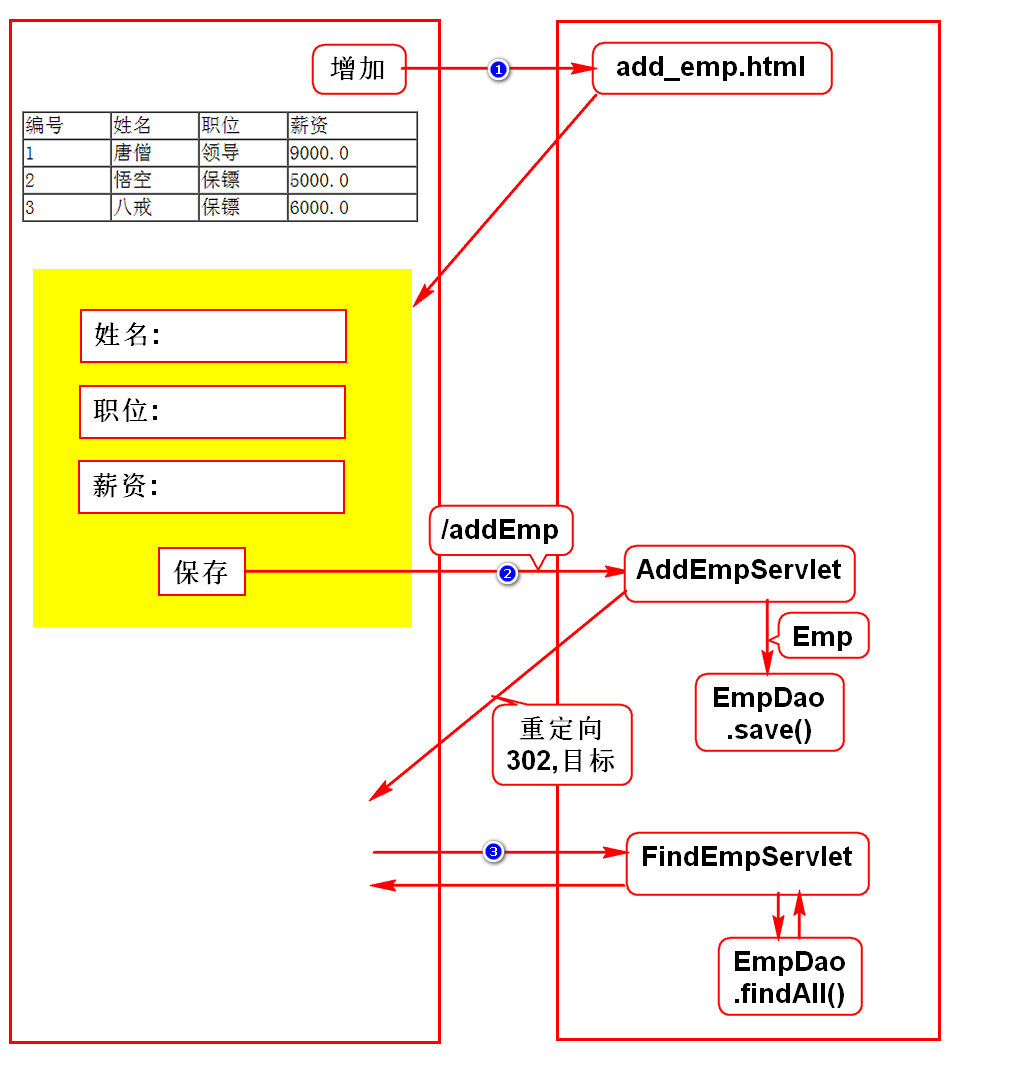 增加
1
add_emp.html
编号 姓名 职位 薪资
1 唐僧 领导 9000.0
2 悟空 保镖 5000.0
3 八戒 保镖 6000.0
姓名:
职位:
薪资:
/addEmp
保存
2
AddEmpServlet
Emp
EmpDao
.save()
重定向
302,目标
3
FindEmpServlet
EmpDao
.findAll()